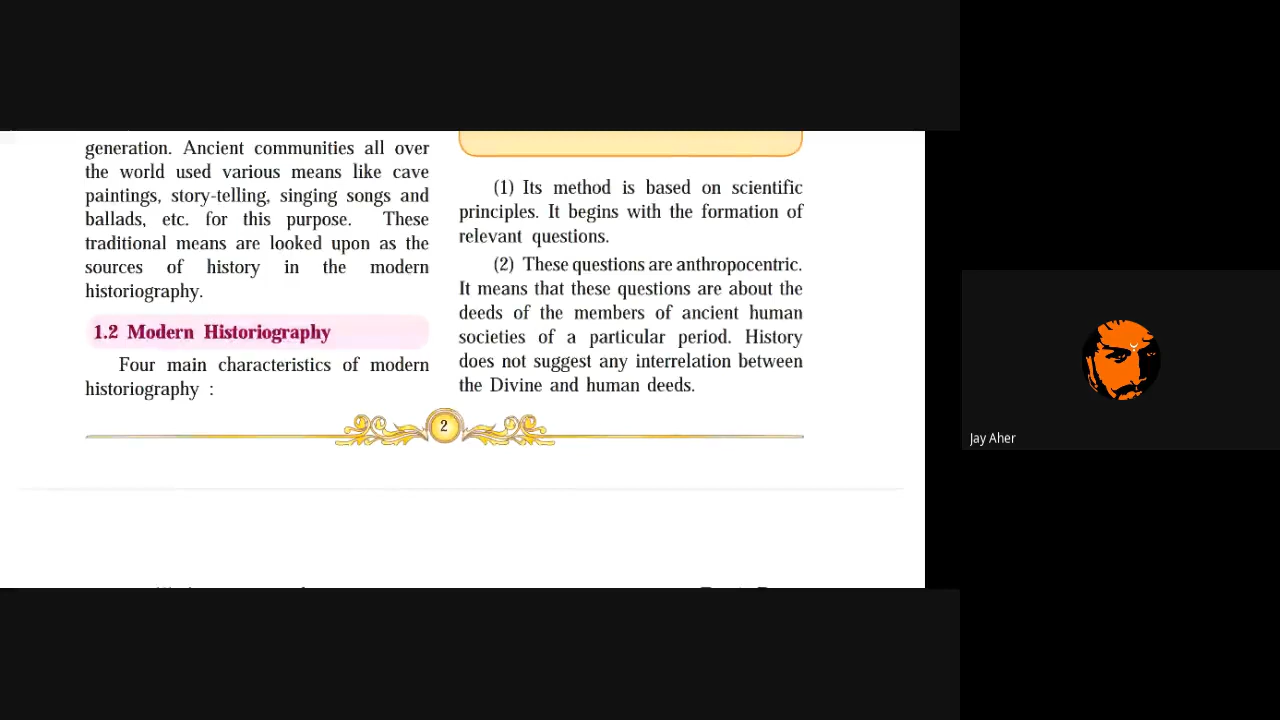 generation. Ancient communities all over
the world used various means like cave
paintings, story-telling, singing songs and
ballads, etc. for this purpose. These
traditional means are looked upon as the
sources of history in the modern
historiography.
1.2 Modern Historiography
Four main characteristics of modern
historiography :
(1) Its method is based on scientific
principles. It begins with the formation of
relevant questions.
(2) These questions are anthropocentric.
It means that these questions are about the
deeds of the members of ancient human
societies of a particular period. History
does not suggest any interrelation between
the Divine and human deeds.
2
Jay Aher